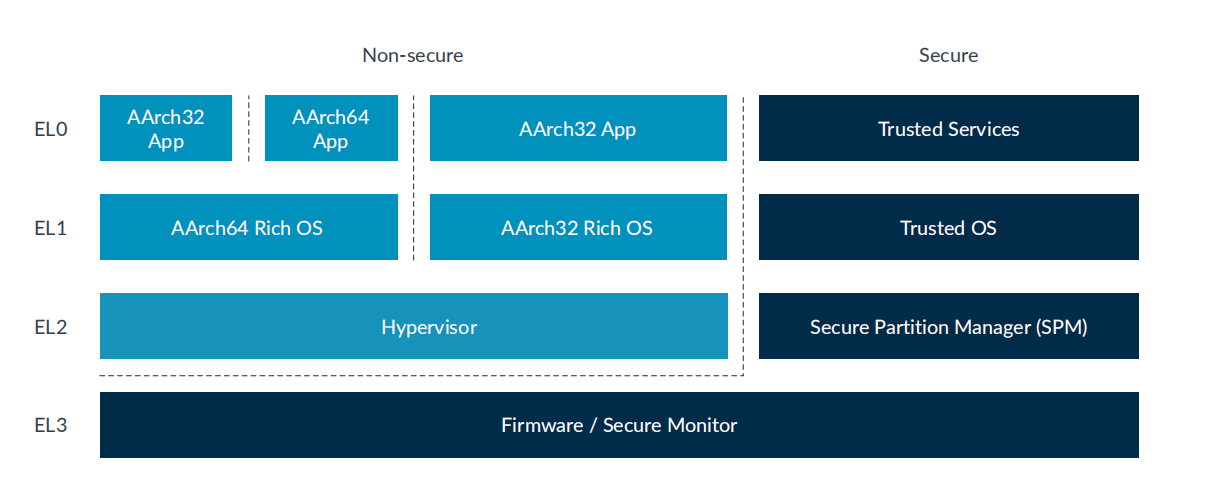 Non-secure
Secure
EL0
AArch32
App
AArch64
App
AArch32 App
Trusted Services
EL1
AArch64 Rich OS
AArch32 Rich OS
Trusted OS
EL2
Hypervisor
Secure Partition Manager (SPM)
EL3
Firmware / Secure Monitor